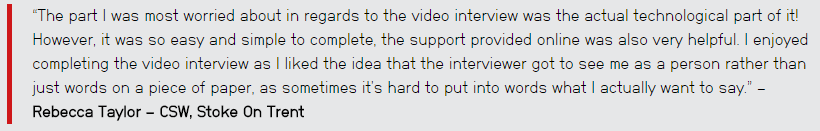 “The part I was most worried about in regards to the video interview was the actual technological part of it!
However, it was so easy and simple to complete, the support provided online was also very helpful. I enjoyed
completing the video interview as I liked the idea that the interviewer got to see me as a person rather than
just words on a piece of paper, as sometimes it’s hard to put into words what I actually want to say.” –
Rebecca Taylor – CSW, Stoke On Trent